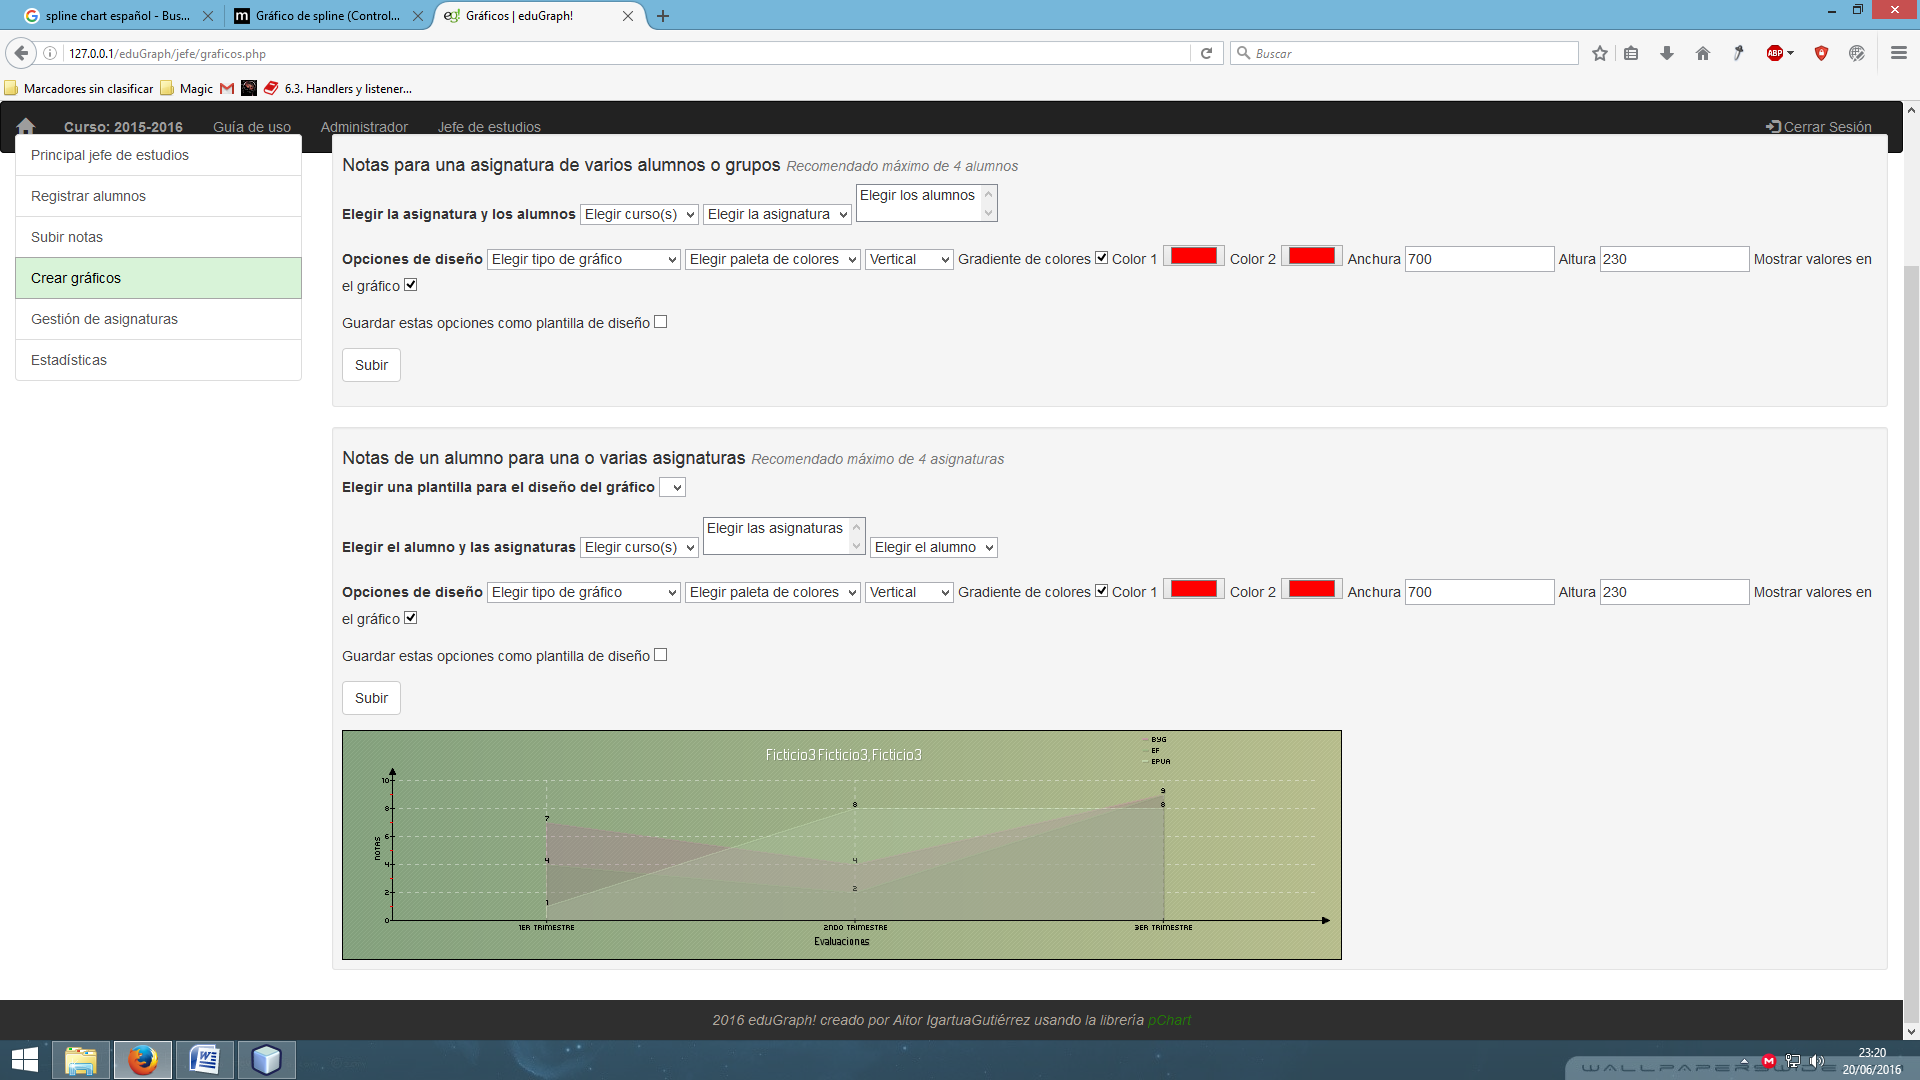 spline chart español - Bus...
Gráfico de spline (Control...
Gráficos | eduGraph!
127.0.0.1/eduGraph/jefe/graficos.php
Buscar
ABP
Marcadores sin clasificar
Magic
6.3. Handlers y listener...
Curso: 2015-2016
Guía de uso
Administrador
Jefe de estudios
Cerrar Sesión
Principal jefe de estudios
Registrar alumnos
Subir notas
Crear gráficos
Gestión de asignaturas
Estadísticas
Notas para una asignatura de varios alumnos o grupos Recomendado máximo de 4 alumnos
Elegir la asignatura y los alumnos Elegir curso(s) Elegir la asignatura Elegir los alumnos
Opciones de diseño Elegir tipo de gráfico Elegir paleta de colores Vertical Gradiente de colores Color 1 Color 2 Anchura 700 Altura 230 Mostrar valores en
el gráfico
Guardar estas opciones como plantilla de diseño
Subir
Notas de un alumno para una o varias asignaturas Recomendado máximo de 4 asignaturas
Elegir una plantilla para el diseño del gráfico
Elegir el alumno y las asignaturas Elegir curso(s) Elegir las asignaturas Elegir el alumno
Opciones de diseño Elegir tipo de gráfico Elegir paleta de colores Vertical Gradiente de colores Color 1 Color 2 Anchura 700 Altura 230 Mostrar valores en
el gráfico
Guardar estas opciones como plantilla de diseño
Subir
Ficticio3 Ficticio3, Ficticio3
BYG
EF
EPVA
NOTAS
10
8
6
4
2
0
7
4
1
8
4
2
9
8
1ER TRIMESTRE
2NDO TRIMESTRE
3ER TRIMESTRE
Evaluaciones
2016 eduGraph! creado por Aitor IgartuaGutiérrez usando la librería pChart
23:20
20/06/2016